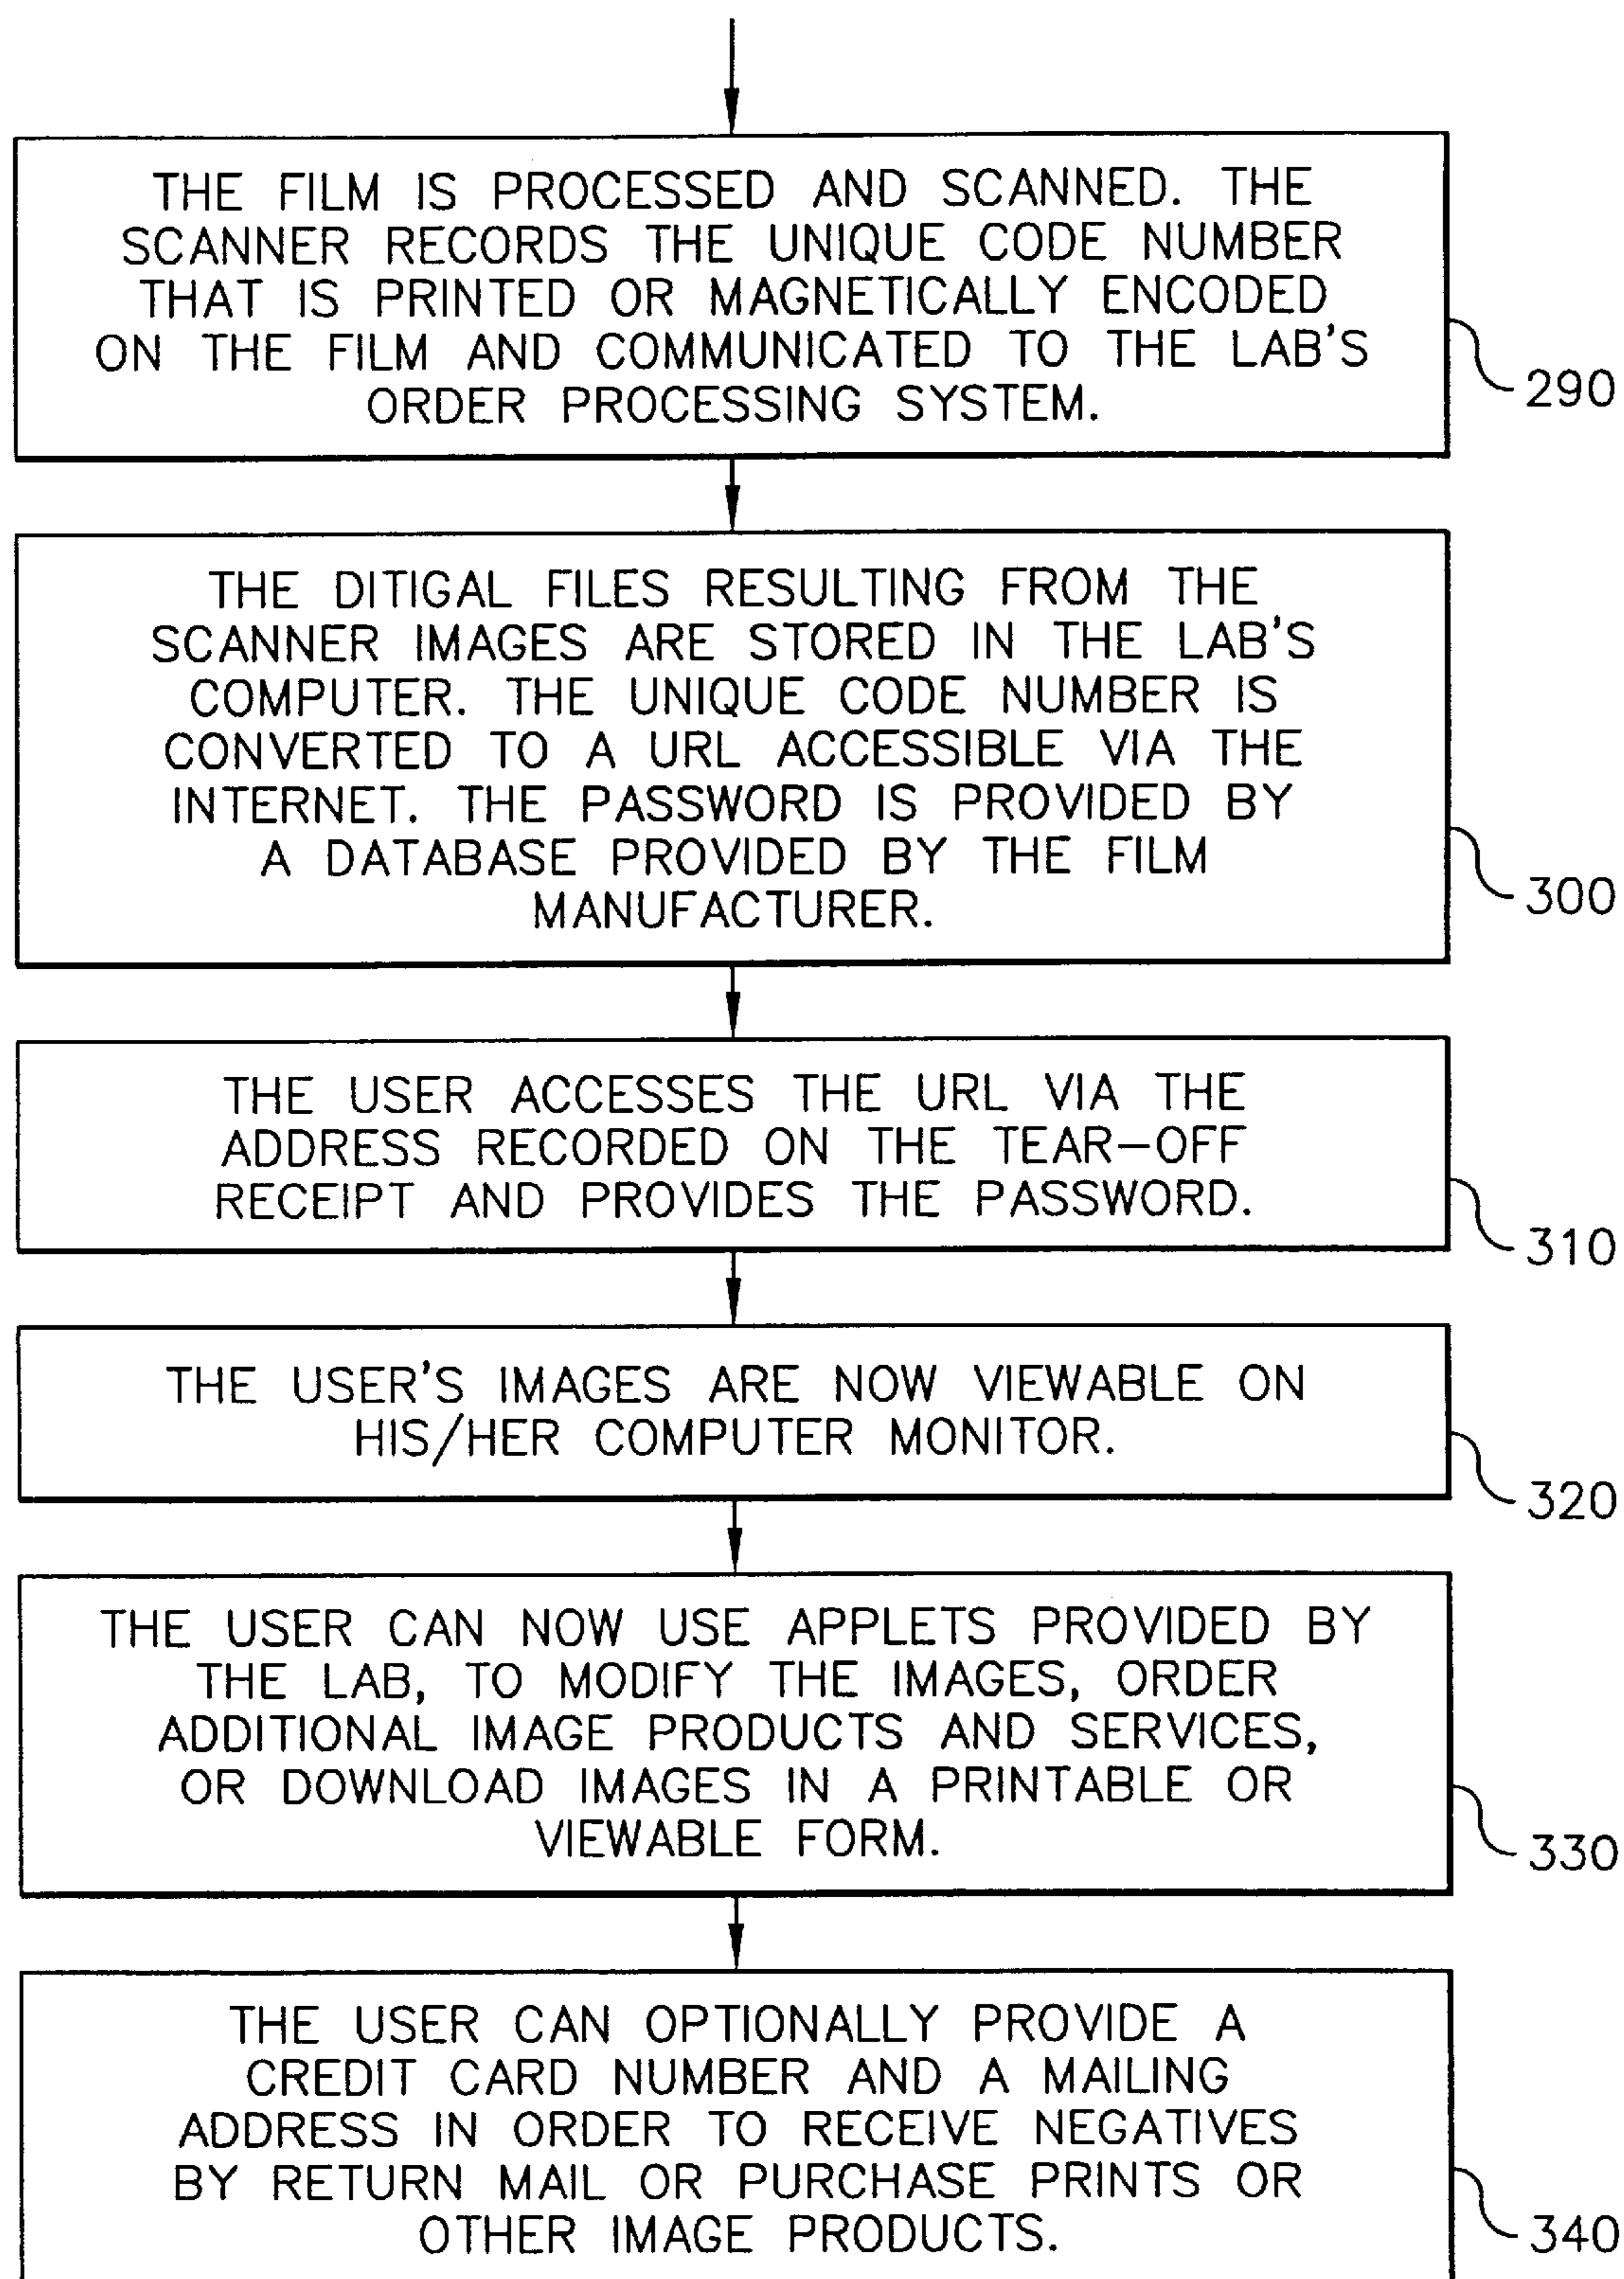 THE FILM IS PROCESSED AND SCANNED. THE
SCANNER RECORDS THE UNIQUE CODE NUMBER
THAT IS PRINTED OR MAGNETICALLY ENCODED
ON THE FILM AND COMMUNICATED TO THE LAB'S
ORDER PROCESSING SYSTEM.
290
THE DITIGAL FILES RESULTING FROM THE
SCANNER IMAGES ARE STORED IN THE LAB'S
COMPUTER. THE UNIQUE CODE NUMBER IS
CONVERTED TO A URL ACCESSIBLE VIA THE
INTERNET. THE PASSWORD IS PROVIDED BY
A DATABASE PROVIDED BY THE FILM
MANUFACTURER.
300
THE USER ACCESSES THE URL VIA THE
ADDRESS RECORDED ON THE TEAR-OFF
RECEIPT AND PROVIDES THE PASSWORD.
310
THE USER'S IMAGES ARE NOW VIEWABLE ON
HIS/HER COMPUTER MONITOR.
320
THE USER CAN NOW USE APPLETS PROVIDED BY
THE LAB, TO MODIFY THE IMAGES, ORDER
ADDITIONAL IMAGE PRODUCTS AND SERVICES,
OR DOWNLOAD IMAGES IN A PRINTABLE OR
VIEWABLE FORM.
330
THE USER CAN OPTIONALLY PROVIDE A
CREDIT CARD NUMBER AND A MAILING
ADDRESS IN ORDER TO RECEIVE NEGATIVES
BY RETURN MAIL OR PURCHASE PRINTS OR
OTHER IMAGE PRODUCTS.
340